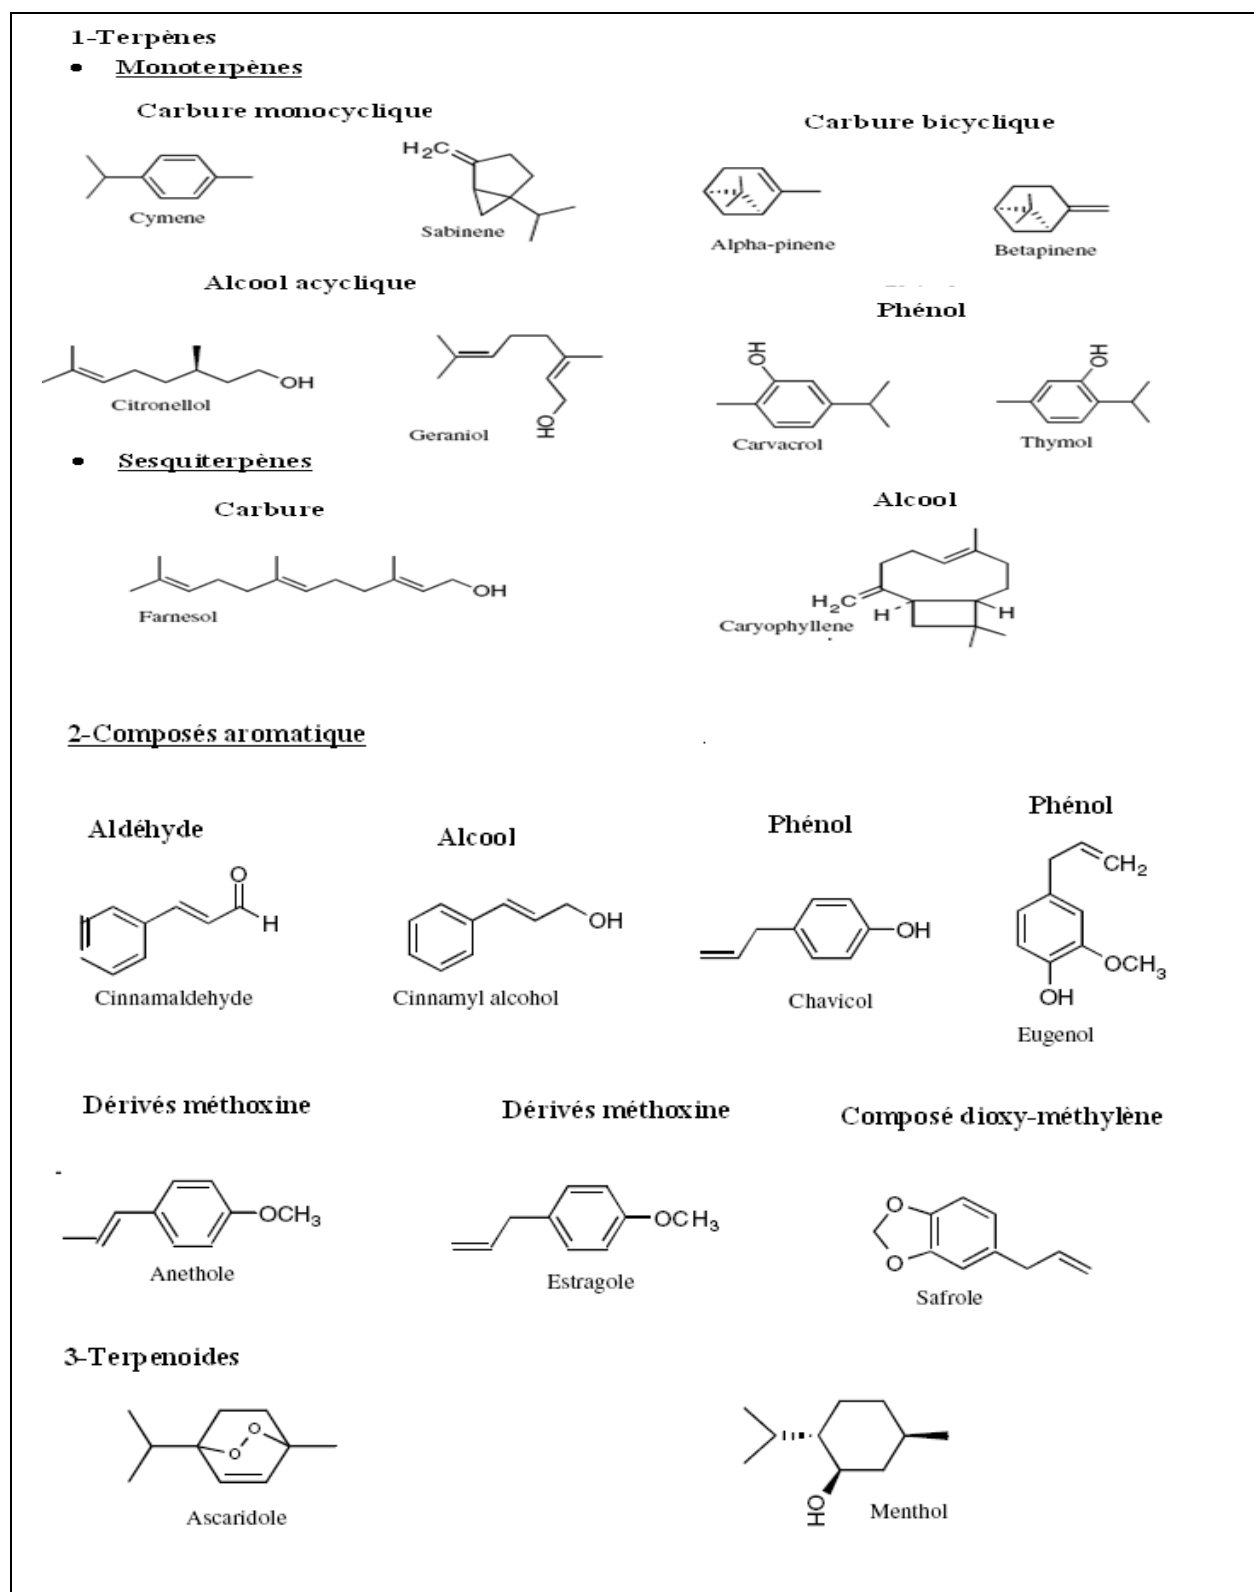 1-Terpènes
• Monoterpènes
Carbure monocyclique
Carbure bicyclique
H₂C
Cymene
Sabinene
Alpha-pinene
Betapinene
Alcool acyclique
Phénol
OH
Citronellol
OH
Geraniol
OH
Carvacrol
OH
Thymol
• Sesquiterpènes
Carbure
Alcool
OH
Farnesol
H₂C
H
H
Caryophyllene
2-Composés aromatique
Aldéhyde
Alcool
Phénol
Phénol
O
H
Cinnamaldehyde
OH
Cinnamyl alcohol
OH
Chavicol
CH₂
OCH₃
OH
Eugenol
Dérivés méthoxine
Dérivés méthoxine
Composé dioxy-méthylène
OCH₃
Anethole
OCH₃
Estragole
O
O
Safrole
3-Terpenoides
O
O
Ascaridole
OH
Menthol